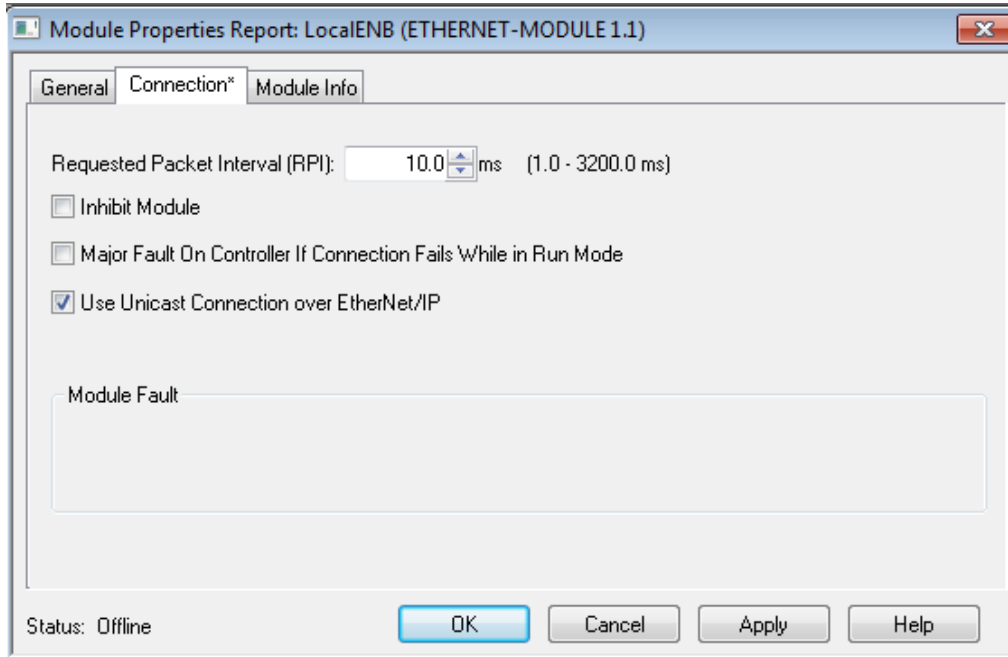 Module Properties Report: LocalENB (ETHERNET-MODULE 1.1)
General Connection* Module Info
Requested Packet Interval (RPI): 10.0 ms (1.0 - 3200.0 ms)
Inhibit Module
Major Fault On Controller If Connection Fails While in Run Mode
Use Unicast Connection over EtherNet/IP
Module Fault
Status: Offline OK Cancel Apply Help